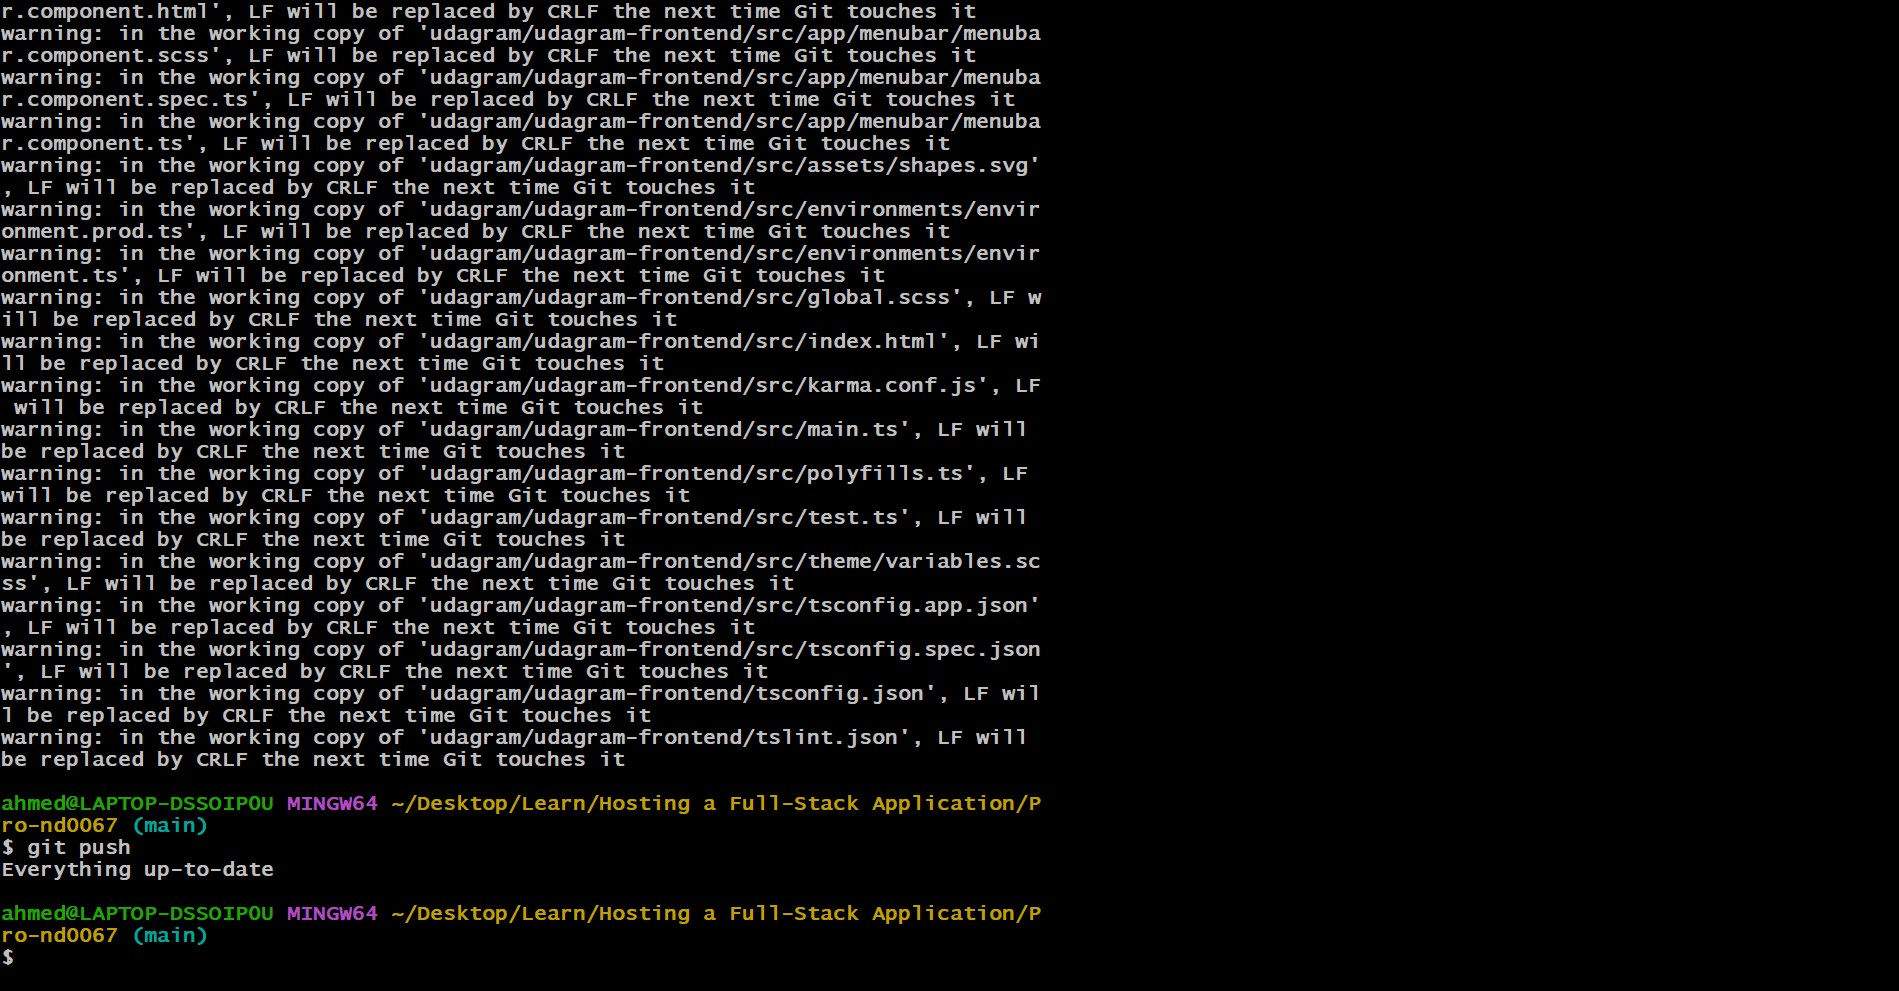 r.component.html', LF will be replaced by CRLF the next time Git touches it
warning: in the working copy of 'udagram/udagram-frontend/src/app/menubar/menuba
r.component.scss', LF will be replaced by CRLF the next time Git touches it
warning: in the working copy of 'udagram/udagram-frontend/src/app/menubar/menuba
r.component.spec.ts', LF will be replaced by CRLF the next time Git touches it
warning: in the working copy of 'udagram/udagram-frontend/src/app/menubar/menuba
r.component.ts', LF will be replaced by CRLF the next time Git touches it
warning: in the working copy of 'udagram/udagram-frontend/src/assets/shapes.svg'
, LF will be replaced by CRLF the next time Git touches it
warning: in the working copy of 'udagram/udagram-frontend/src/environments/envir
onment.prod.ts', LF will be replaced by CRLF the next time Git touches it
warning: in the working copy of 'udagram/udagram-frontend/src/environments/envir
onment.ts', LF will be replaced by CRLF the next time Git touches it
warning: in the working copy of 'udagram/udagram-frontend/src/global.scss', LF w
ill be replaced by CRLF the next time Git touches it
warning: in the working copy of 'udagram/udagram-frontend/src/index.html', LF wi
ll be replaced by CRLF the next time Git touches it
warning: in the working copy of 'udagram/udagram-frontend/src/karma.conf.js', LF
 will be replaced by CRLF the next time Git touches it
warning: in the working copy of 'udagram/udagram-frontend/src/main.ts', LF will
be replaced by CRLF the next time Git touches it
warning: in the working copy of 'udagram/udagram-frontend/src/polyfills.ts', LF
will be replaced by CRLF the next time Git touches it
warning: in the working copy of 'udagram/udagram-frontend/src/test.ts', LF will
be replaced by CRLF the next time Git touches it
warning: in the working copy of 'udagram/udagram-frontend/src/theme/variables.sc
ss', LF will be replaced by CRLF the next time Git touches it
warning: in the working copy of 'udagram/udagram-frontend/src/tsconfig.app.json'
, LF will be replaced by CRLF the next time Git touches it
warning: in the working copy of 'udagram/udagram-frontend/src/tsconfig.spec.json
', LF will be replaced by CRLF the next time Git touches it
warning: in the working copy of 'udagram/udagram-frontend/tsconfig.json', LF wil
l be replaced by CRLF the next time Git touches it
warning: in the working copy of 'udagram/udagram-frontend/tslint.json', LF will
be replaced by CRLF the next time Git touches it

ahmed@LAPTOP-DSSOIP0U MINGW64 ~/Desktop/Learn/Hosting a Full-Stack Application/P
ro-nd0067 (main)
$ git push
Everything up-to-date

ahmed@LAPTOP-DSSOIP0U MINGW64 ~/Desktop/Learn/Hosting a Full-Stack Application/P
ro-nd0067 (main)
$